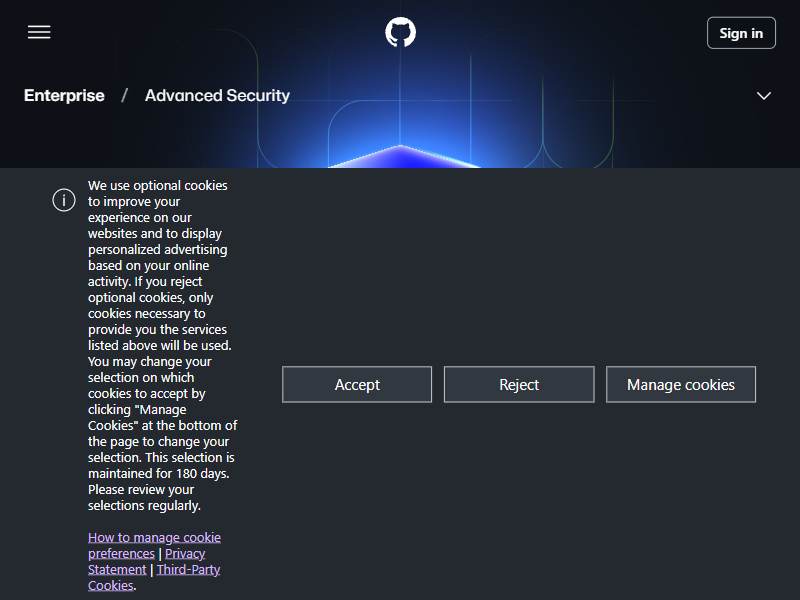 Sign in
Enterprise / Advanced Security
We use optional cookies
to improve your
experience on our
websites and to display
personalized advertising
based on your online
activity. If you reject
optional cookies, only
cookies necessary to
provide you the services
listed above will be used.
You may change your
selection on which
cookies to accept by
clicking "Manage
Cookies" at the bottom of
the page to change your
selection. This selection is
maintained for 180 days.
Please review your
selections regularly.
How to manage cookie
preferences | Privacy
Statement | Third-Party
Cookies.
Accept
Reject
Manage cookies